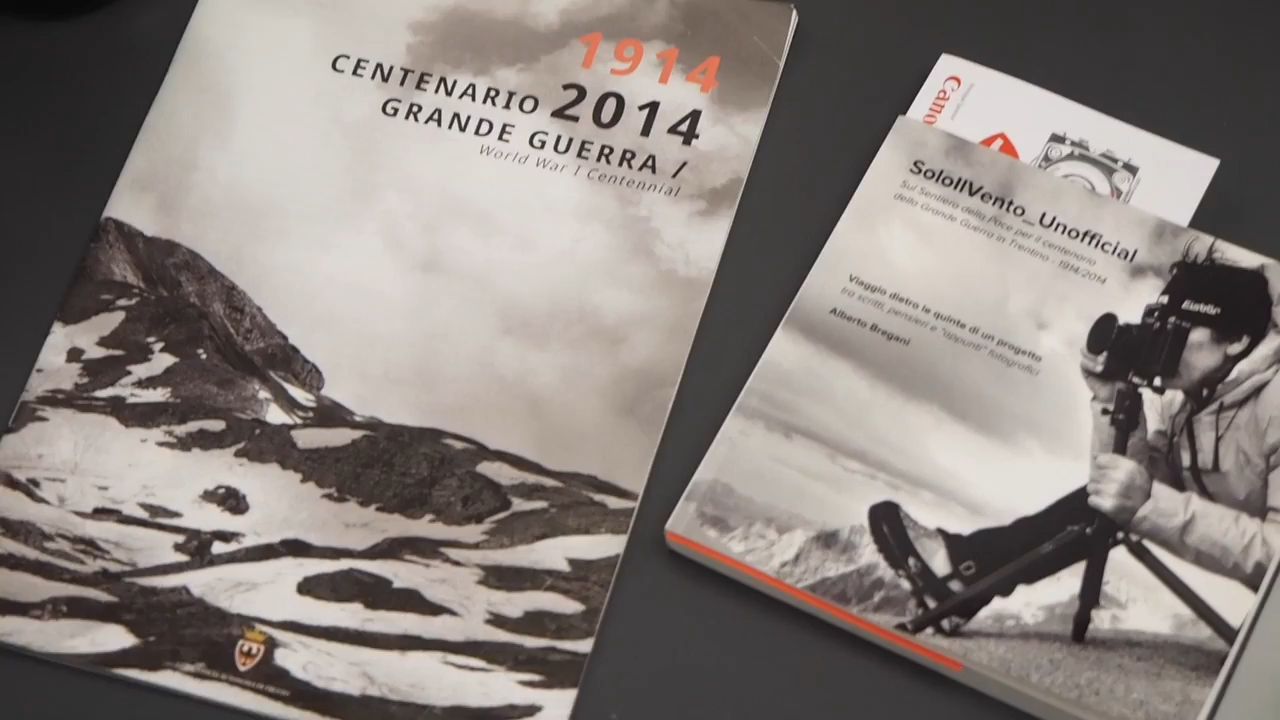 1914
CENTENARIO 2014
GRANDE GUERRA /
World War I Centennial
Cano
SoloIlVento_Unofficial
Sul Sentiero della Pace per il centenario
della Grande Guerra in Trentino - 1914/2014
Viaggio dietro le quinte di un progetto
tra scritti, pensieri e "appunti" fotografici
Alberto Bregani